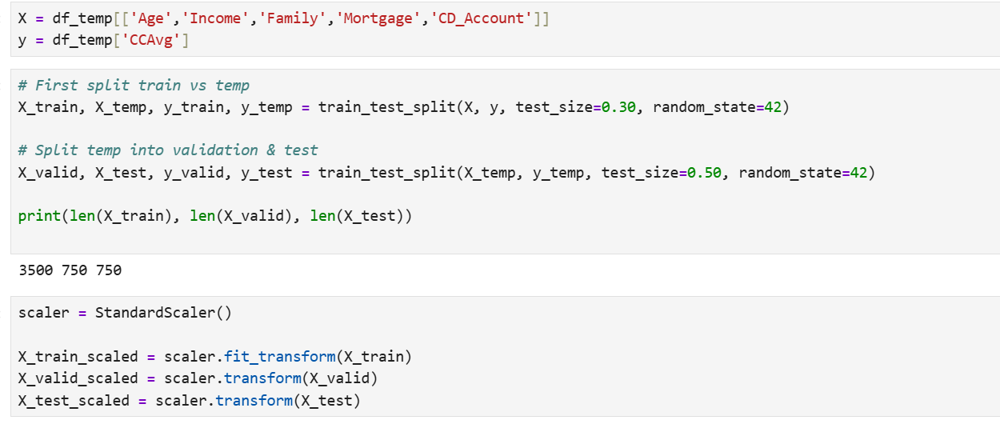 X = df_temp[['Age','Income','Family','Mortgage','CD_Account']]
y = df_temp['CCAvg']
# First split train vs temp
X_train, X_temp, y_train, y_temp = train_test_split(X, y, test_size=0.30, random_state=42)
# Split temp into validation & test
X_valid, X_test, y_valid, y_test = train_test_split(X_temp, y_temp, test_size=0.50, random_state=42)
print(len(X_train), len(X_valid), len(X_test))
3500 750 750
scaler = StandardScaler()
X_train_scaled = scaler.fit_transform(X_train)
X_valid_scaled = scaler.transform(X_valid)
X_test_scaled = scaler.transform(X_test)